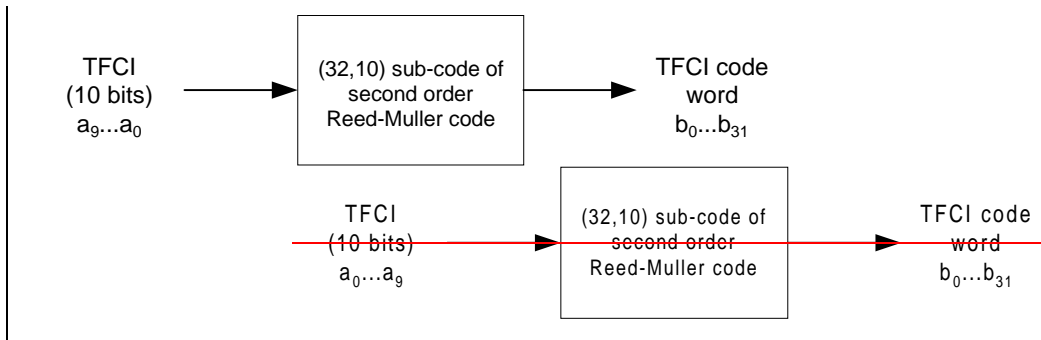 TFCI
(10 bits)
a₉...a₀
(32,10) sub-code of
second order
Reed-Muller code
TFCI code
word
b₀...b₃₁
TFCI
(10 bits)
a₀...a₉
(32,10) sub-code of
second order
Reed-Muller code
TFCI code
word
b₀...b₃₁